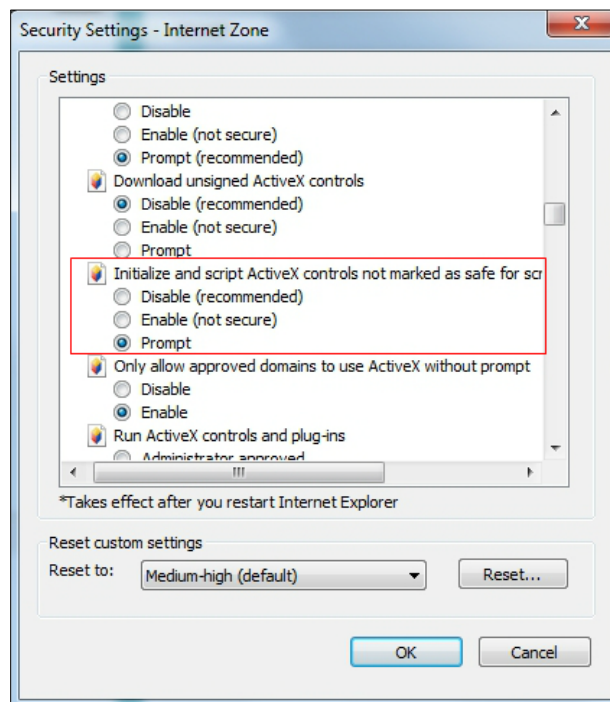 Security Settings - Internet Zone
Settings
Disable
Enable (not secure)
Prompt (recommended)
Download unsigned ActiveX controls
Disable (recommended)
Enable (not secure)
Prompt
Initialize and script ActiveX controls not marked as safe for scr
Disable (recommended)
Enable (not secure)
Prompt
Only allow approved domains to use ActiveX without prompt
Disable
Enable
Run ActiveX controls and plug-ins
Administrator approved
*Takes effect after you restart Internet Explorer
Reset custom settings
Reset to: Medium-high (default) Reset...
OK Cancel